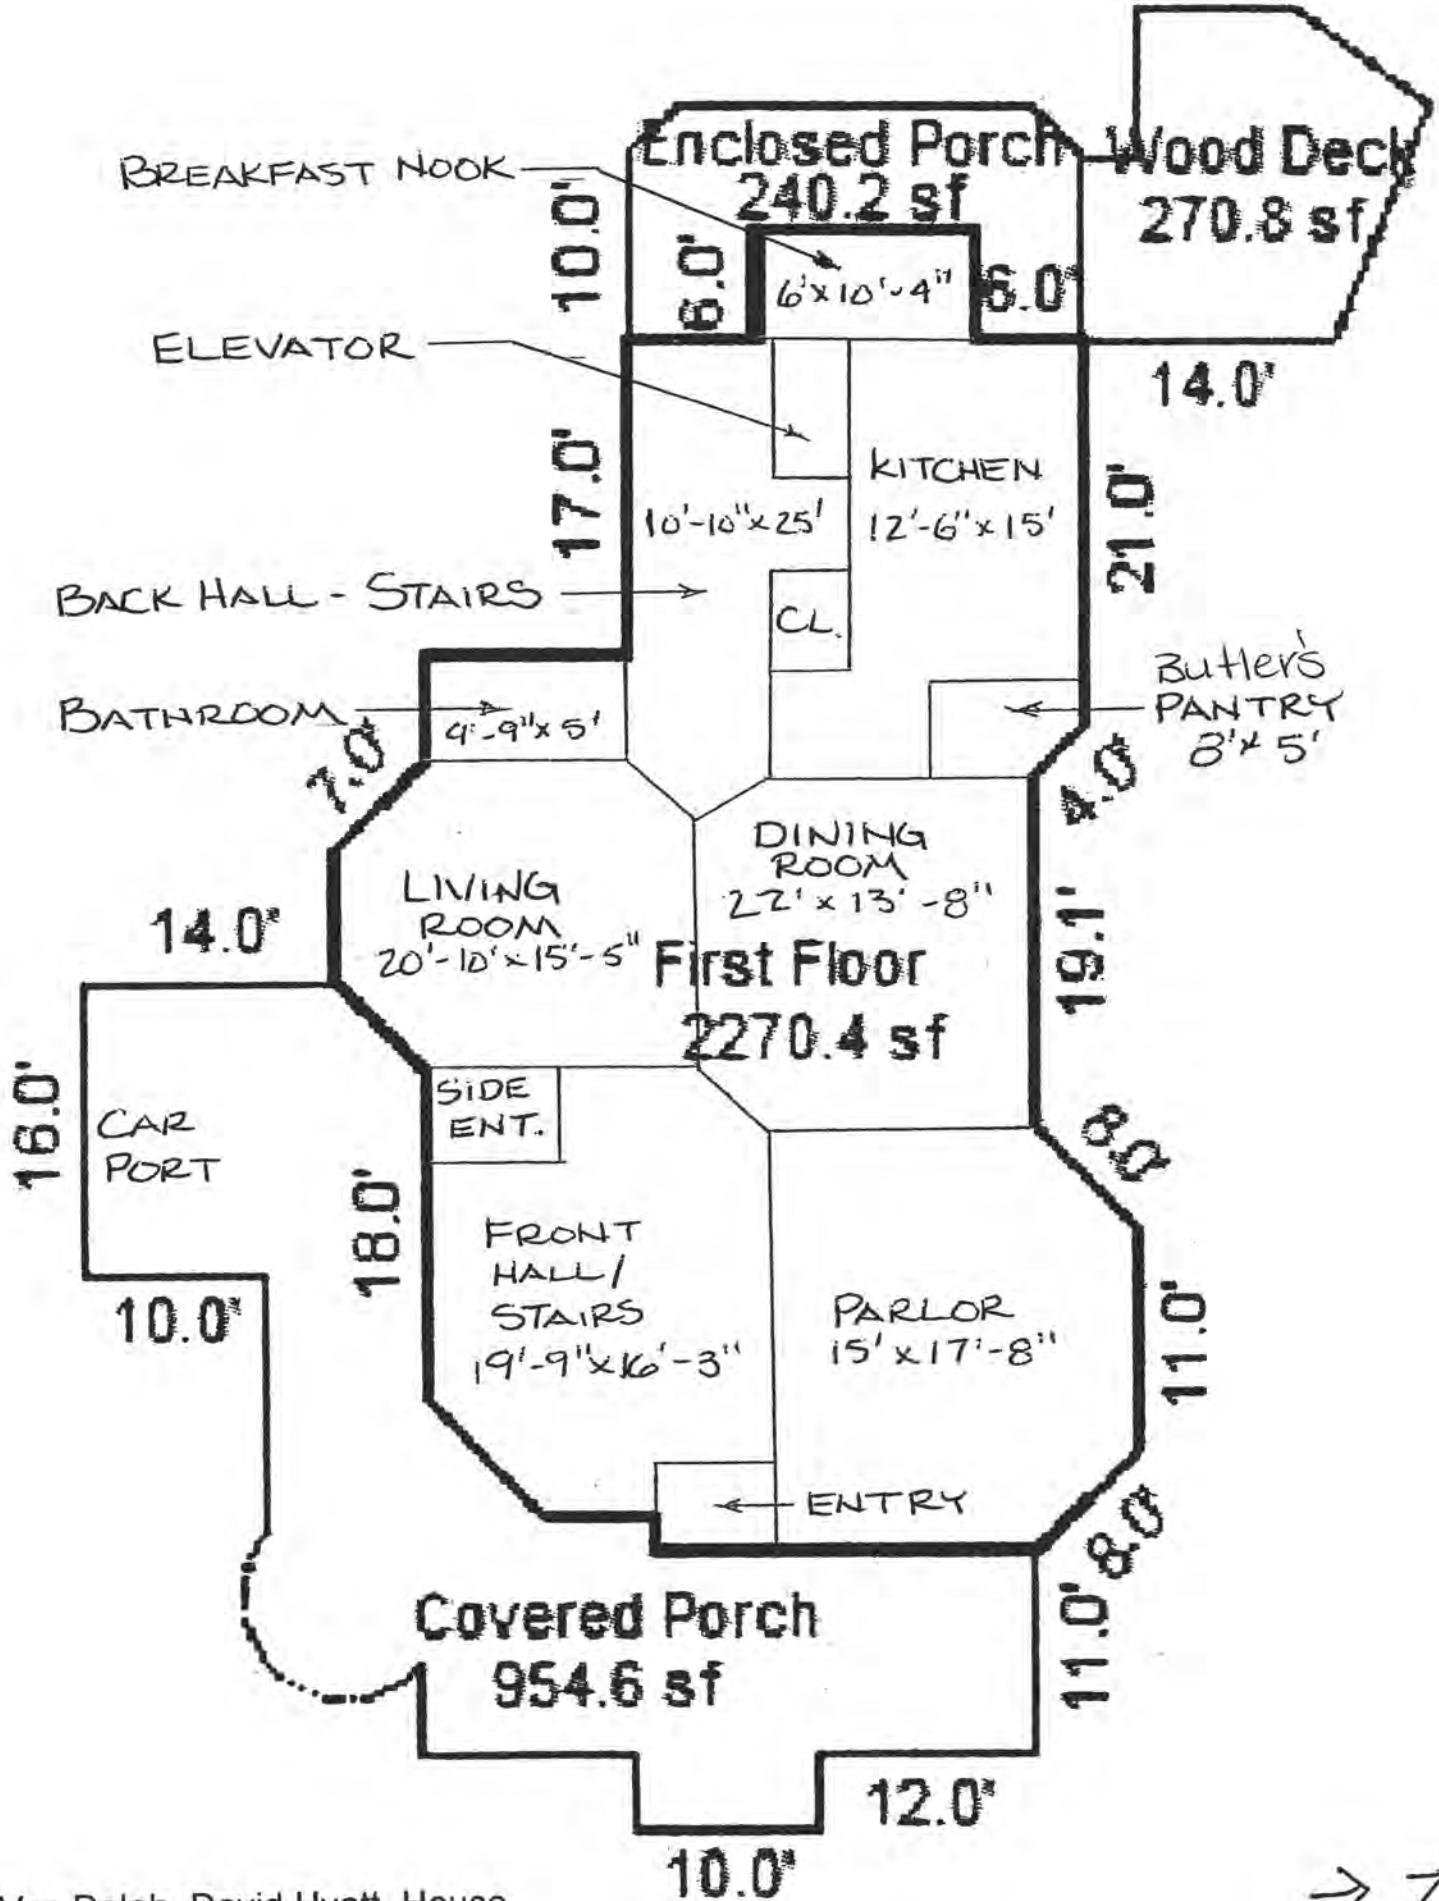 Enclosed Porch
240.2 sf
Wood Deck
270.8 sf
BREAKFAST NOOK
10.0'
6.0'
6'x10'-4"
6.0'
ELEVATOR
14.0'
17.0'
KITCHEN
12'-6"x15'
10'-10"x25'
21.0'
BACK HALL - STAIRS
CL.
Butler's
PANTRY
8'x5'
BATHROOM
9'-9"x5'
7.0'
4.0'
DINING
ROOM
22'x13'-8"
LIVING
ROOM
20'-10'x15'-5"
14.0'
19.1'
First Floor
2270.4 sf
SIDE
ENT.
16.0'
CAR
PORT
8.0'
18.0'
FRONT
HALL/
STAIRS
19'-9"x16'-3"
PARLOR
15'x17'-8"
11.0'
10.0'
ENTRY
8.0'
Covered Porch
954.6 sf
11.0'
12.0'
10.0'
David Hyatt, House